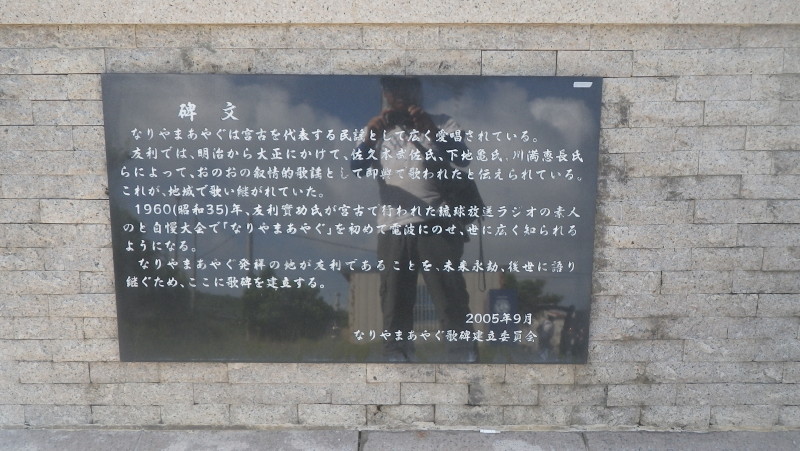 碑文
なりやまあやぐは宮古を代表する民謡として広く愛唱されている。
友利では、明治から大正にかけて、佐久本武佐氏、下地亀氏、川満恵長氏
らによって、おのおの叙情的歌謡として即興で歌われたと伝えられている。
これが、地域で歌い継がれていた。
1960(昭和35)年、友利實功氏が宮古で行われた琉球放送ラジオの素人
のど自慢大会で「なりやまあやぐ」を初めて電波にのせ、世に広く知られる
ようになる。
なりやまあやぐ発祥の地が友利であることを、未来永劫、後世に語り
継ぐため、ここに歌碑を建立する。
2005年9月
なりやまあやぐ歌碑建立委員会